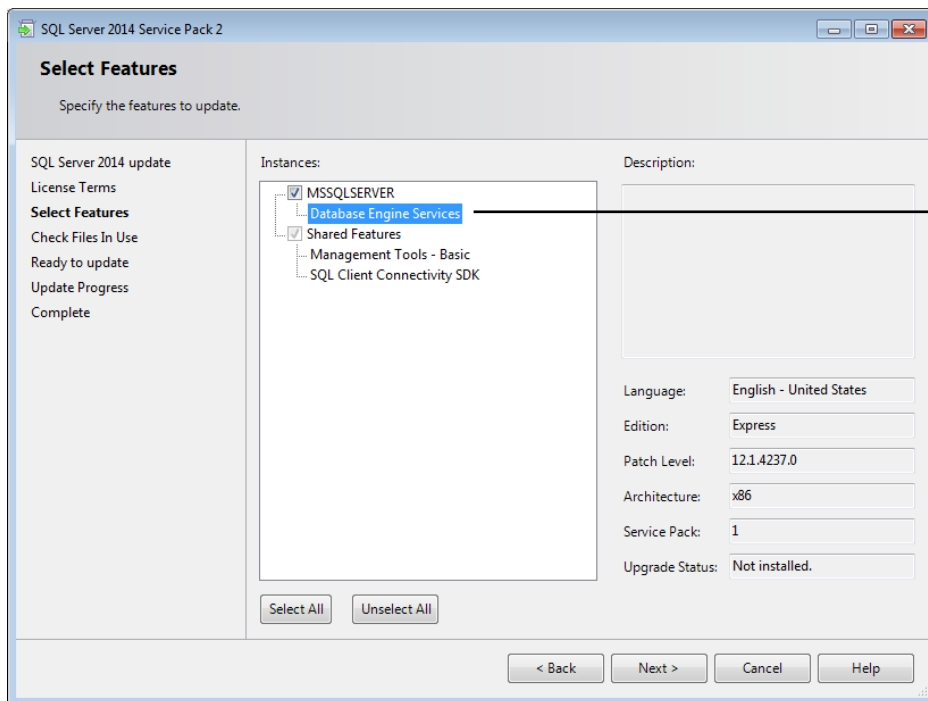 SQL Server 2014 Service Pack 2
Select Features
Specify the features to update.
SQL Server 2014 update
License Terms
Select Features
Check Files In Use
Ready to update
Update Progress
Complete
Instances:
MSSQLSERVER
Database Engine Services
Shared Features
Management Tools - Basic
SQL Client Connectivity SDK
Select All
Unselect All
Description:
Language: English - United States
Edition: Express
Patch Level: 12.1.4237.0
Architecture: x86
Service Pack: 1
Upgrade Status: Not installed.
< Back Next > Cancel Help